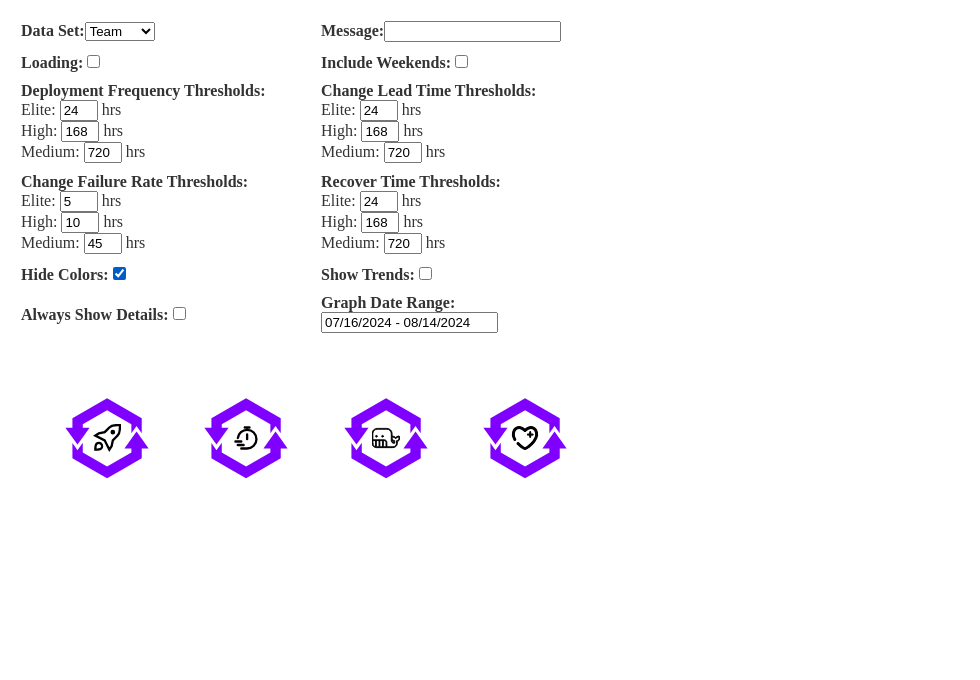 Data Set: Team Message:
Loading: Include Weekends:
Deployment Frequency Thresholds: Change Lead Time Thresholds:
Elite: 24 hrs Elite: 24 hrs
High: 168 hrs High: 168 hrs
Medium: 720 hrs Medium: 720 hrs
Change Failure Rate Thresholds: Recover Time Thresholds:
Elite: 5 hrs Elite: 24 hrs
High: 10 hrs High: 168 hrs
Medium: 45 hrs Medium: 720 hrs
Hide Colors: Show Trends:
Always Show Details: Graph Date Range:
07/16/2024 - 08/14/2024